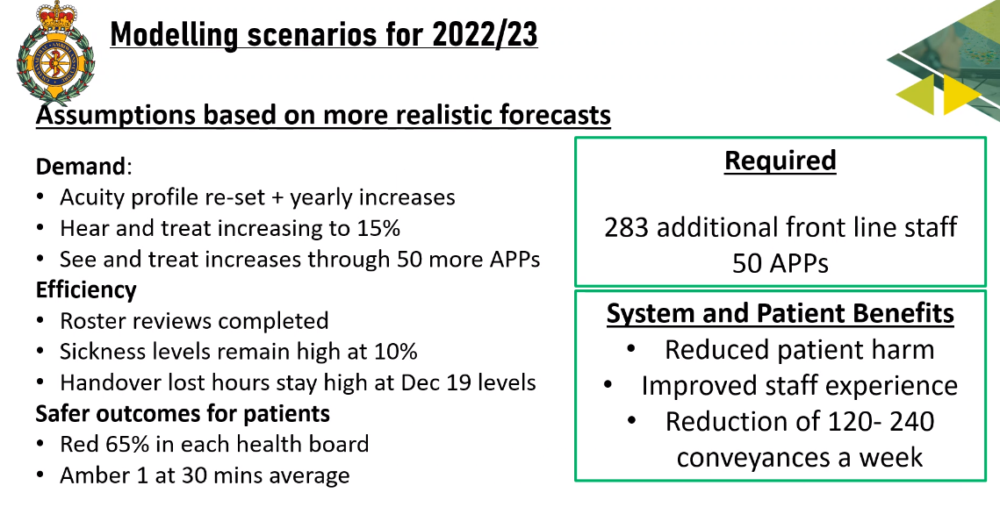 Modelling scenarios for 2022/23
Assumptions based on more realistic forecasts
Demand:
• Acuity profile re-set + yearly increases
• Hear and treat increasing to 15%
• See and treat increases through 50 more APPs
Efficiency
• Roster reviews completed
• Sickness levels remain high at 10%
• Handover lost hours stay high at Dec 19 levels
Safer outcomes for patients
• Red 65% in each health board
• Amber 1 at 30 mins average
Required
283 additional front line staff
50 APPs
System and Patient Benefits
• Reduced patient harm
• Improved staff experience
• Reduction of 120- 240
conveyances a week